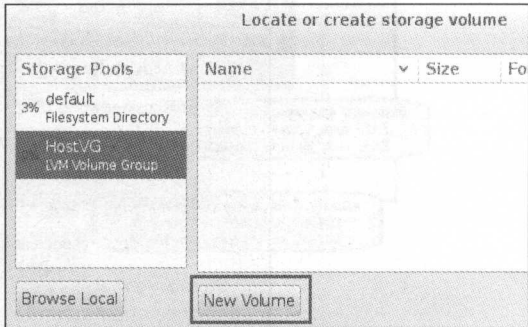 Locate or create storage volume
Storage Pools
Name
Size
Fo
3%
default
Filesystem Directory
HostVG
LVM Volume Group
Browse Local
New Volume